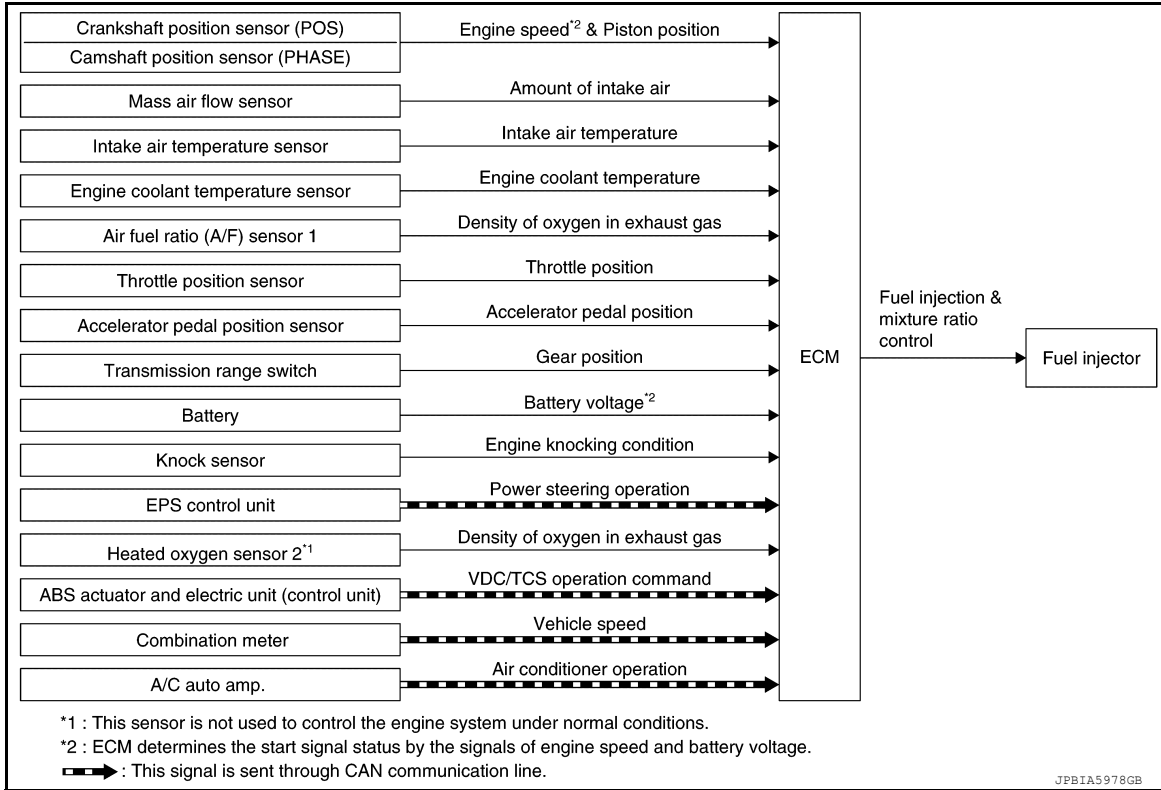 Crankshaft position sensor (POS)
Camshaft position sensor (PHASE)
Engine speed*2 & Piston position
Mass air flow sensor
Amount of intake air
Intake air temperature sensor
Intake air temperature
Engine coolant temperature sensor
Engine coolant temperature
Air fuel ratio (A/F) sensor 1
Density of oxygen in exhaust gas
Throttle position sensor
Throttle position
Accelerator pedal position sensor
Accelerator pedal position
Transmission range switch
Gear position
Battery
Battery voltage*2
Knock sensor
Engine knocking condition
EPS control unit
Power steering operation
Heated oxygen sensor 2*1
Density of oxygen in exhaust gas
ABS actuator and electric unit (control unit)
VDC/TCS operation command
Combination meter
Vehicle speed
A/C auto amp.
Air conditioner operation
ECM
Fuel injection &
mixture ratio
control
Fuel injector
*1 : This sensor is not used to control the engine system under normal conditions.
*2 : ECM determines the start signal status by the signals of engine speed and battery voltage.
: This signal is sent through CAN communication line.
JPBIA5978GB